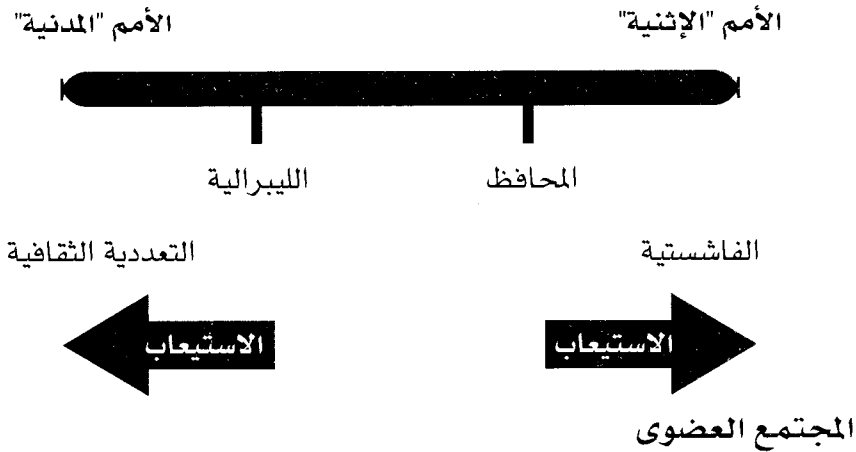 الأمم "الإثنية" الأمم "المدنية"
المحافظ الليبرالية
الفاشستية التعددية الثقافية
الاستيعاب الاستيعاب
المجتمع العضوى